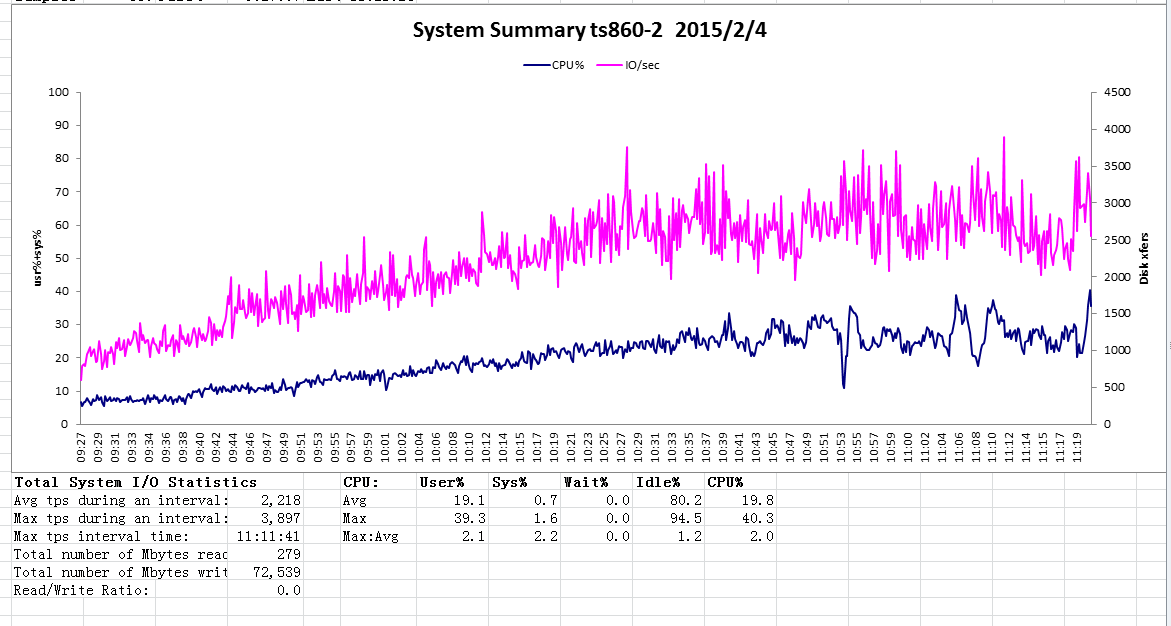 System Summary ts860-2 2015/2/4
CPU% IO/sec
100
90
80
70
60
50
40
30
20
10
0
usr%+sys%
4500
4000
3500
3000
2500
2000
1500
1000
500
0
Disk xfers
09:27 09:29 09:31 09:33 09:34 09:36 09:38 09:40 09:42 09:44 09:46 09:47 09:49 09:51 09:53 09:55 09:57 09:59 10:01 10:02 10:04 10:06 10:08 10:10 10:12 10:14 10:15 10:17 10:19 10:21 10:23 10:25 10:27 10:29 10:31 10:33 10:35 10:37 10:39 10:41 10:43 10:45 10:47 10:49 10:51 10:53 10:55 10:57 10:59 11:00 11:02 11:04 11:06 11:08 11:10 11:12 11:14 11:15 11:17 11:19
Total System I/O Statistics CPU: User% Sys% Wait% Idle% CPU%
Avg tps during an interval: 2,218 Avg 19.1 0.7 0.0 80.2 19.8
Max tps during an interval: 3,897 Max 39.3 1.6 0.0 94.5 40.3
Max tps interval time: 11:11:41 Max:Avg 2.1 2.2 0.0 1.2 2.0
Total number of Mbytes read 279
Total number of Mbytes writ 72,539
Read/Write Ratio: 0.0